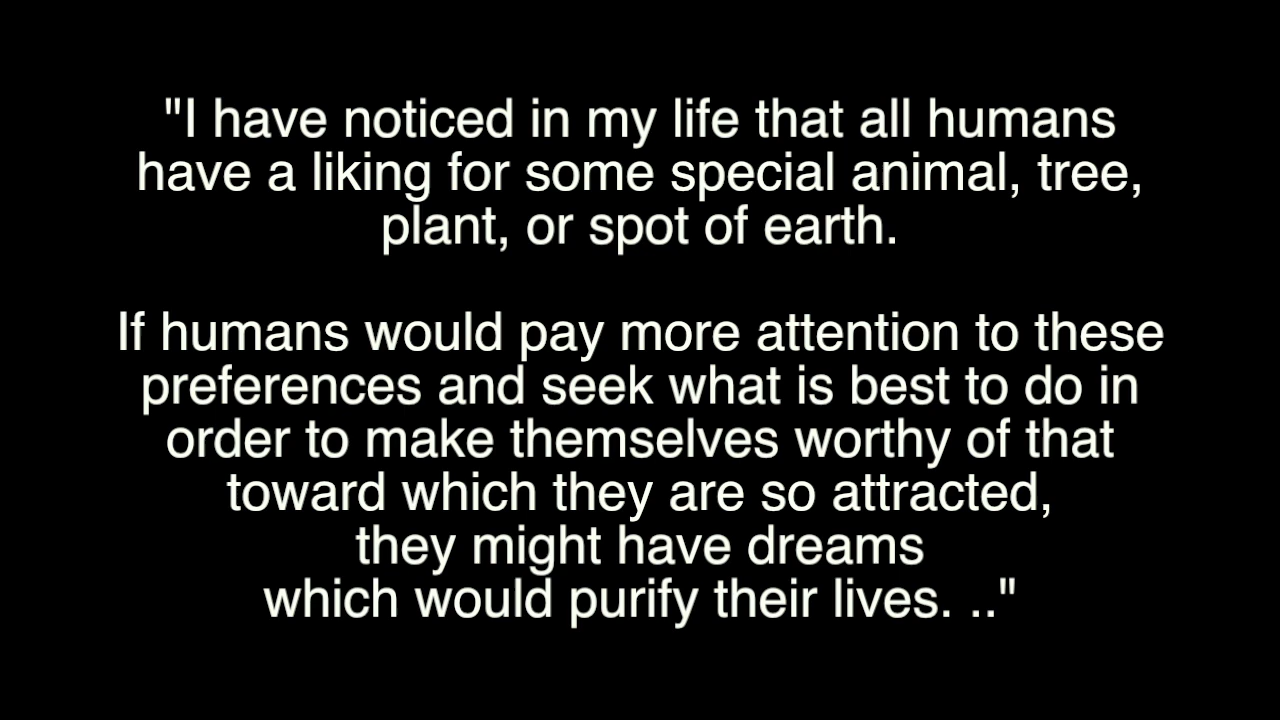 "I have noticed in my life that all humans
have a liking for some special animal, tree,
plant, or spot of earth.
If humans would pay more attention to these
preferences and seek what is best to do in
order to make themselves worthy of that
toward which they are so attracted,
they might have dreams
which would purify their lives. .."